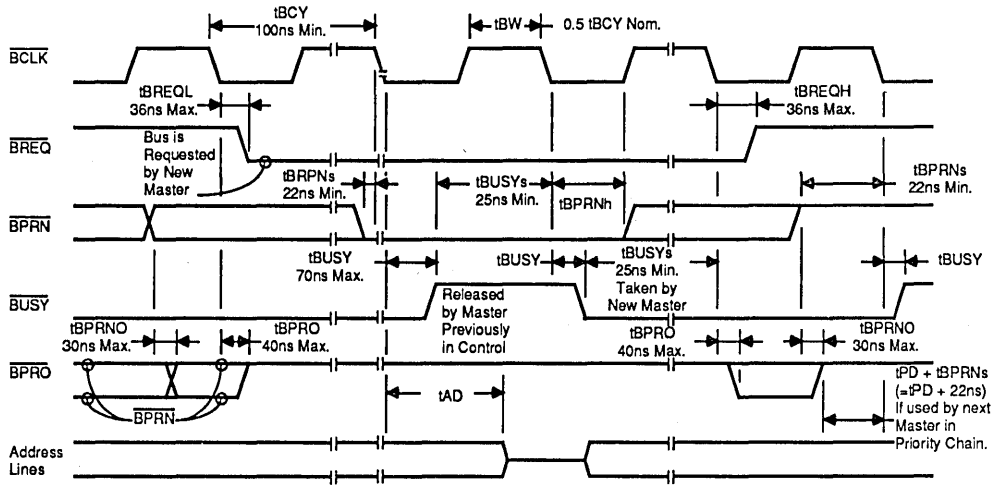 tBCY
100ns Min.
tBW
0.5 tBCY Nom.
BCLK
tBREQL
36ns Max.
tBREQH
36ns Max.
BREQ
Bus is
Requested
by New
Master
tBRPNs
22ns Min.
tBUSYs
25ns Min.
tBPRNh
tBPRNs
22ns Min.
BPRN
tBUSY
70ns Max.
tBUSY
tBUSYs
25ns Min.
Taken by
New Master
tBUSY
BUSY
Released
by Master
Previously
in Control
tBPRNO
30ns Max.
tBPRO
40ns Max.
tBPRO
40ns Max.
tBPRNO
30ns Max.
BPRO
BPRN
tAD
tPD + tBPRNs
(=tPD + 22ns)
If used by next
Master in
Priority Chain.
Address
Lines